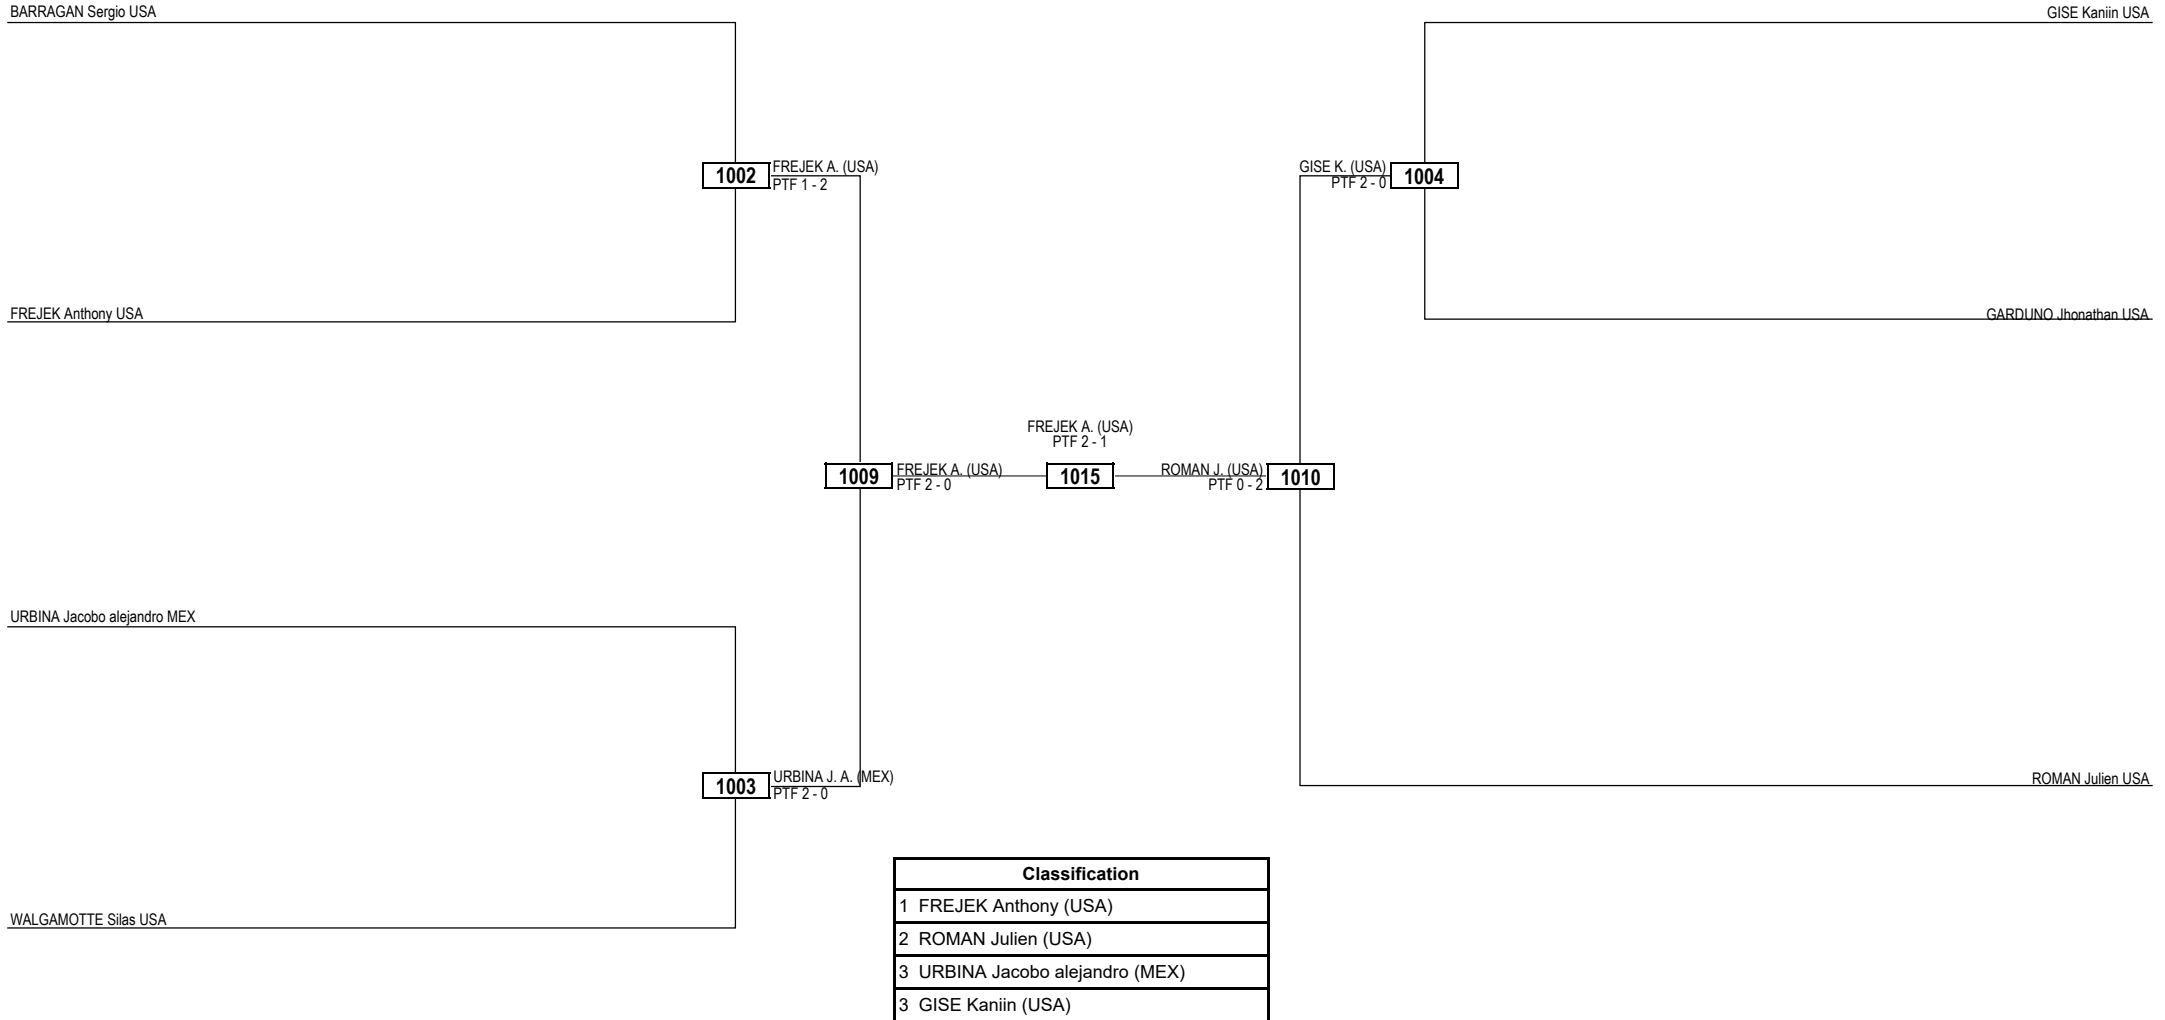 BARRAGAN Sergio USA
GISE Kaniin USA
1002
FREJEK A. (USA)
PTF 1 - 2
GISE K. (USA)
PTF 2 - 0
1004
FREJEK Anthony USA
GARDUNO Jhonathan USA
FREJEK A. (USA)
PTF 2 - 1
1009
FREJEK A. (USA)
PTF 2 - 0
1015
ROMAN J. (USA)
PTF 0 - 2
1010
URBINA Jacobo alejandro MEX
1003
URBINA J. A. (MEX)
PTF 2 - 0
ROMAN Julien USA
WALGAMOTTE Silas USA
Classification
1 FREJEK Anthony (USA)
2 ROMAN Julien (USA)
3 URBINA Jacobo alejandro (MEX)
3 GISE Kaniin (USA)